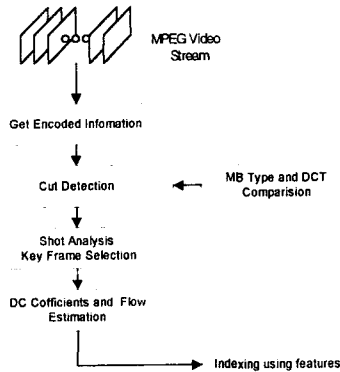 MPEG Video
Stream
Get Encoded Infomation
Cut Detection
MB Type and DCT
Comparision
Shot Analysis
Key Frame Selection
DC Cofficients and Flow
Estimation
Indexing using features